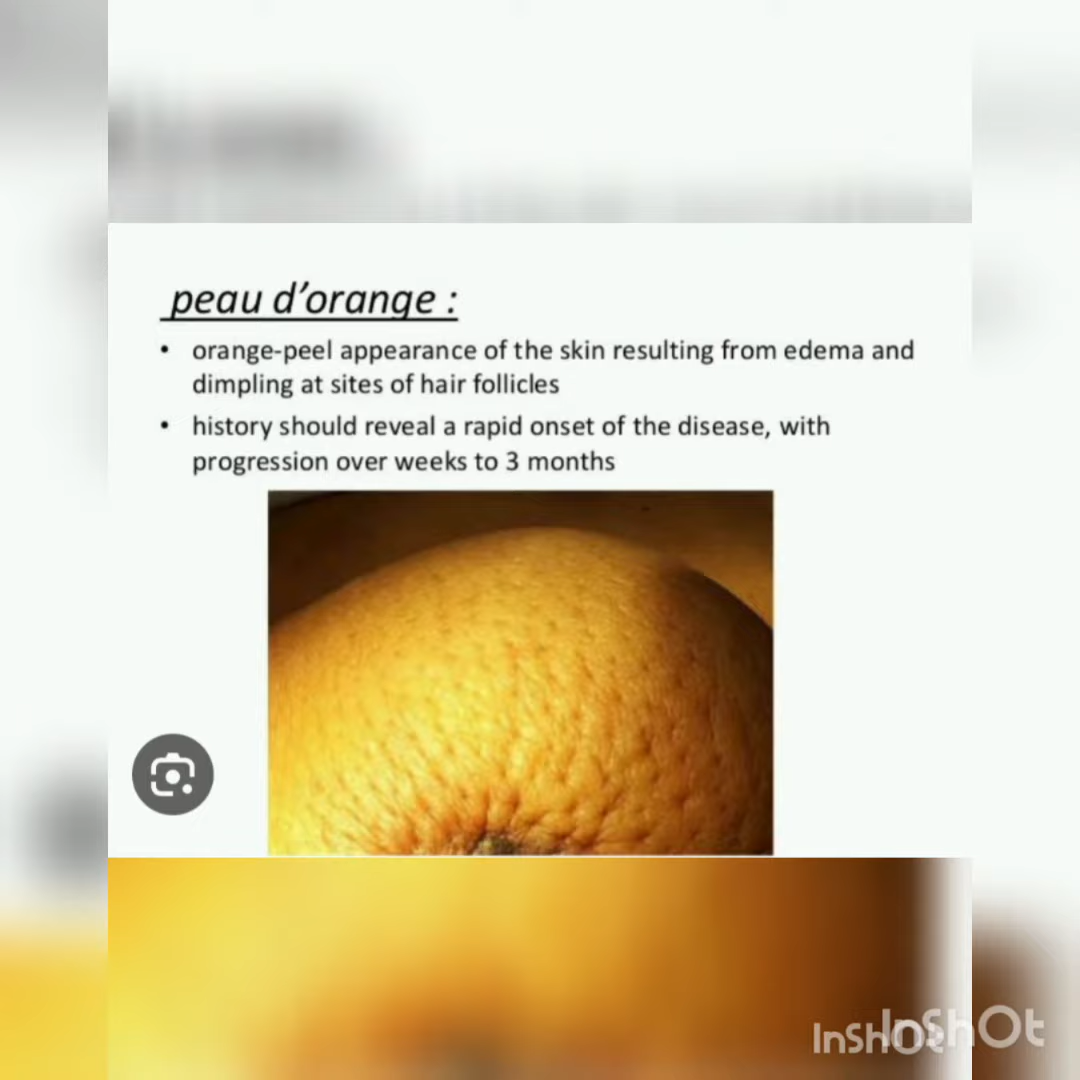 peau d'orange :
• orange-peel appearance of the skin resulting from edema and
dimpling at sites of hair follicles
• history should reveal a rapid onset of the disease, with
progression over weeks to 3 months
InShOt
InShOt